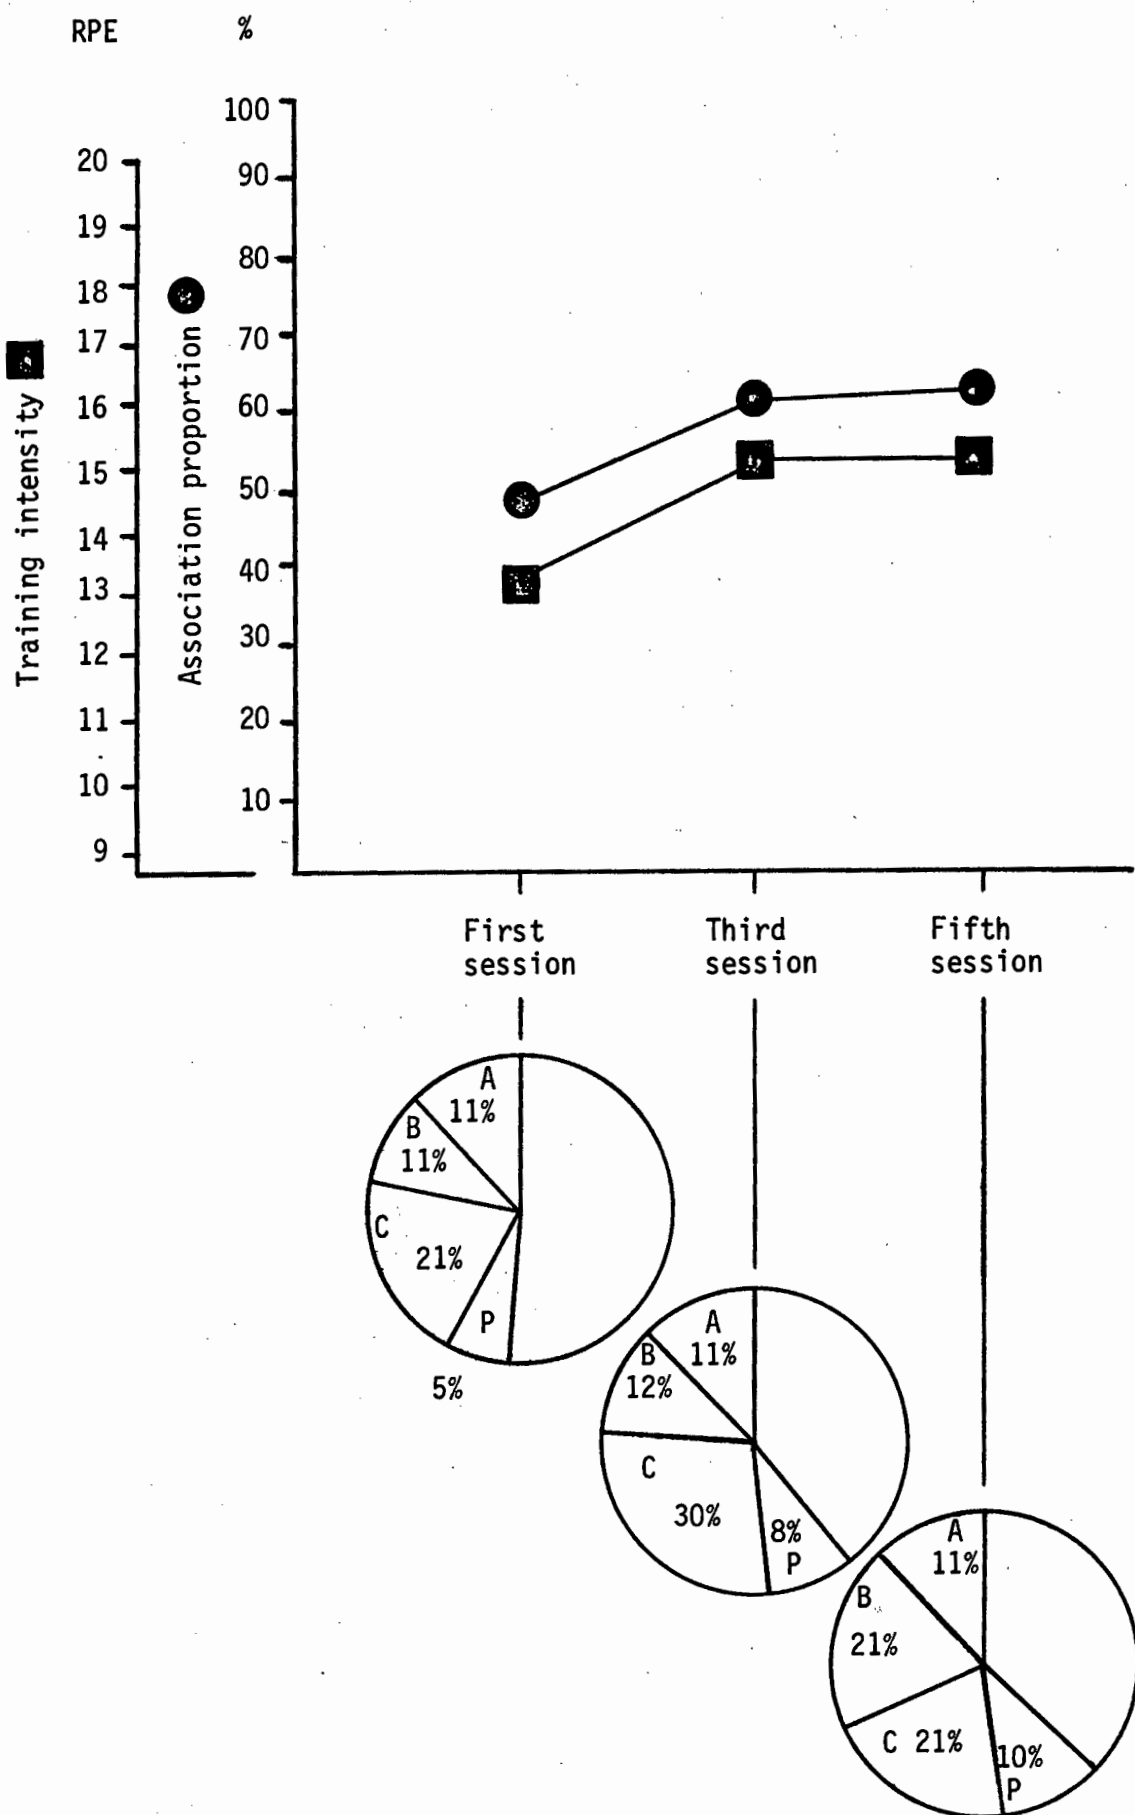 RPE %
100
90
80
70
60
50
40
30
20
10
20
19
18
17
16
15
14
13
12
11
10
9
Training intensity
Association proportion
First
session
Third
session
Fifth
session
A
11%
B
11%
C
21%
P
5%
A
11%
B
12%
C
30%
8%
P
A
11%
B
21%
C 21%
10%
P